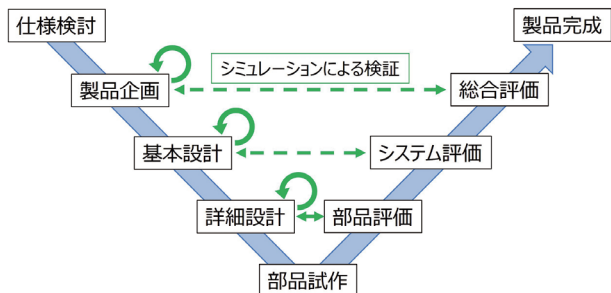 仕様検討
製品完成
シミュレーションによる検証
製品企画
総合評価
基本設計
システム評価
詳細設計
部品評価
部品試作